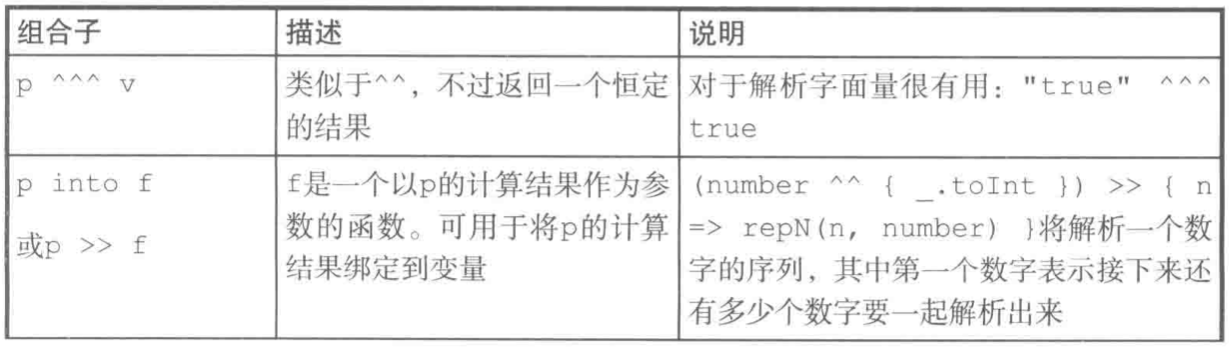 组合子 描述 说明
p ^^^ v 类似于^^，不过返回一个恒定 对于解析字面量很有用："true" ^^^
的结果 true
p into f f是一个以p的计算结果作为参 (number ^^ { _.toInt }) >> { n
或p >> f 数的函数。可用于将p的计算 => repN(n, number) }将解析一个数
结果绑定到变量 字的序列，其中第一个数字表示接下来还
有多少个数字要一起解析出来